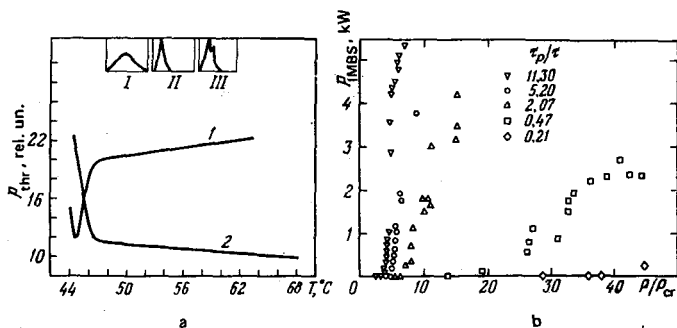 I II III
p_thr, rel. un.
22
16
10
1
2
44 50 56 62 68 T, °C
a
p_IMBS, kW
5
4
3
2
1
0
τ_p/τ
▽ 11,30
○ 5,20
△ 2,07
□ 0,47
◇ 0,21
10 20 30 40 p/p_cr
b